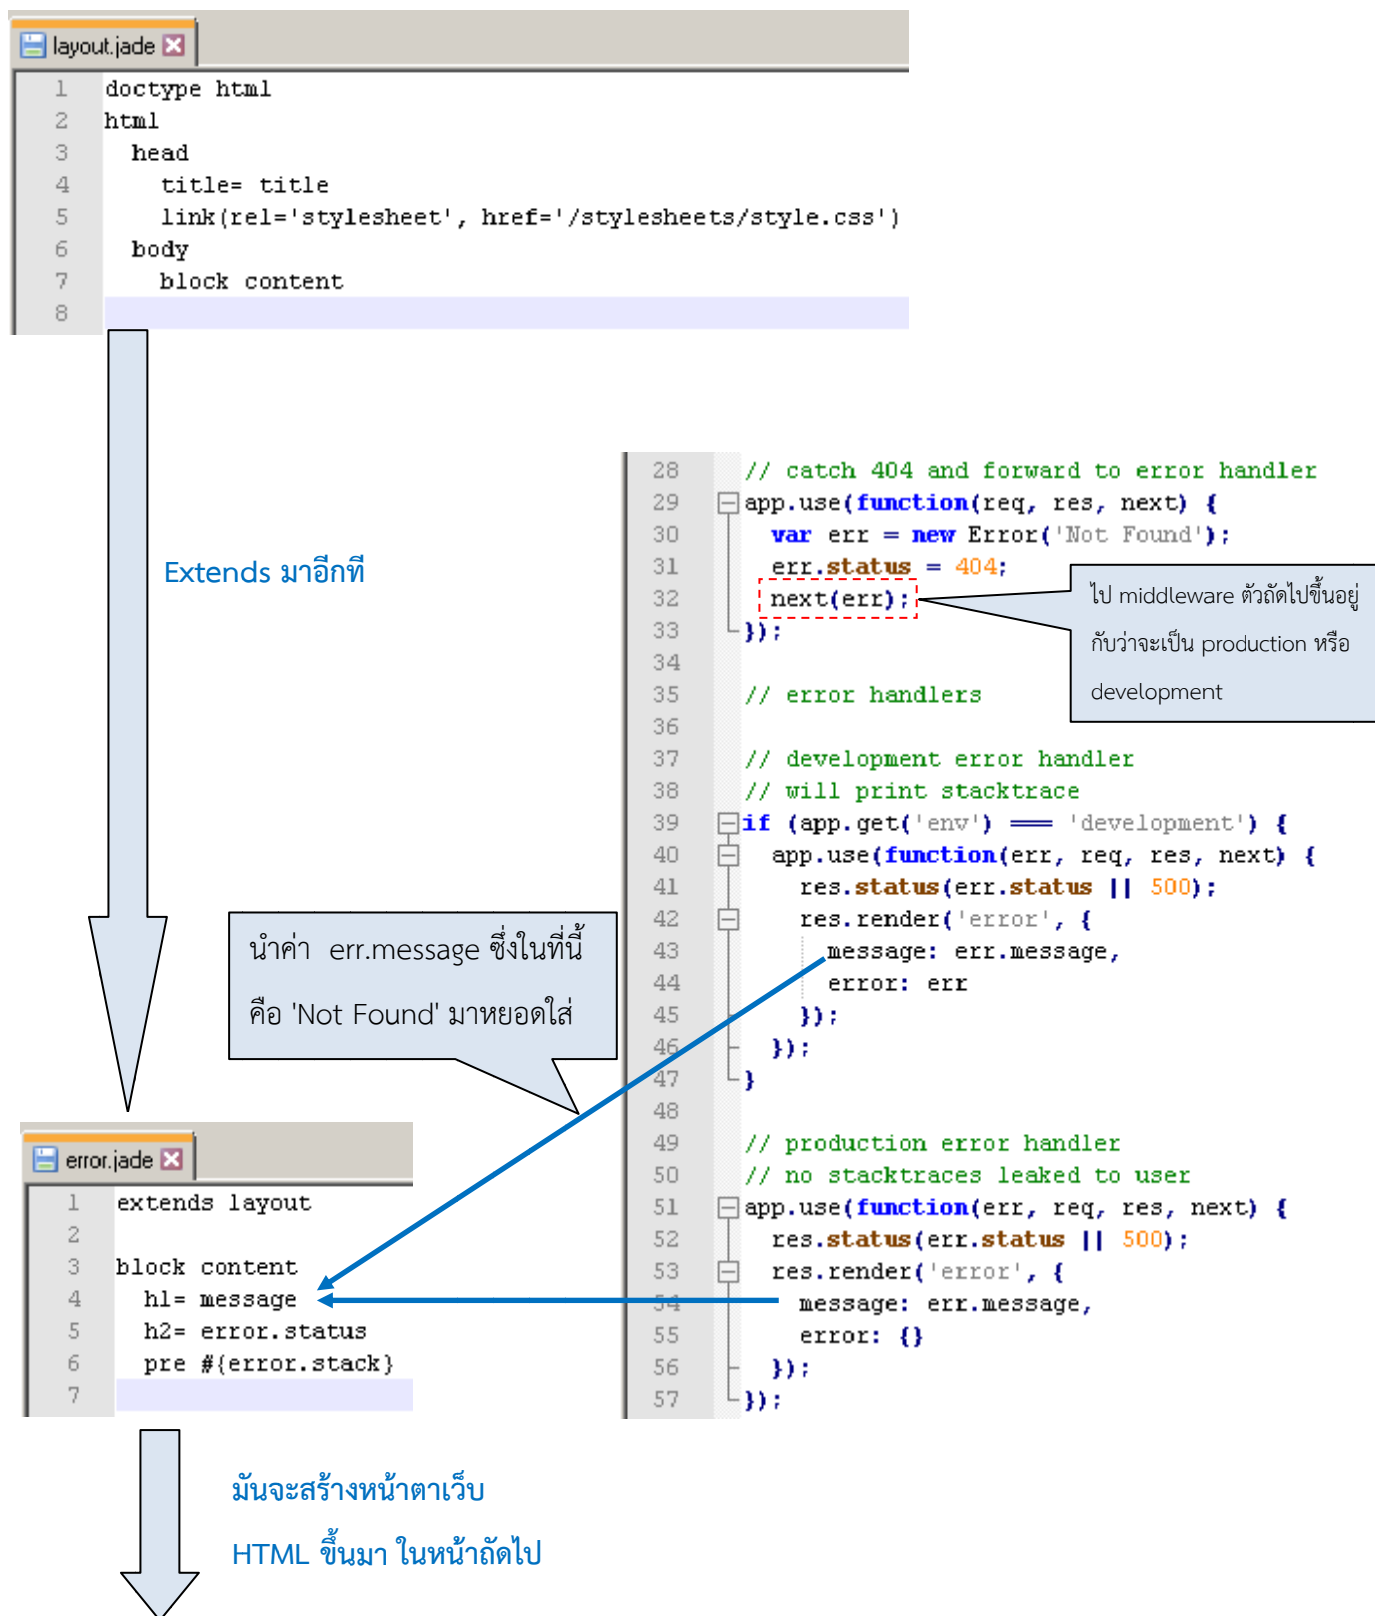 layout.jade
1 doctype html
2 html
3   head
4     title= title
5     link(rel='stylesheet', href='/stylesheets/style.css')
6   body
7     block content
8
Extends มาอีกที
28 // catch 404 and forward to error handler
29 app.use(function(req, res, next) {
30   var err = new Error('Not Found');
31   err.status = 404;
32   next(err);
33 });
34
35 // error handlers
36
37 // development error handler
38 // will print stacktrace
39 if (app.get('env') === 'development') {
40   app.use(function(err, req, res, next) {
41     res.status(err.status || 500);
42     res.render('error', {
43       message: err.message,
44       error: err
45     });
46   });
47 }
48
49 // production error handler
50 // no stacktraces leaked to user
51 app.use(function(err, req, res, next) {
52   res.status(err.status || 500);
53   res.render('error', {
54     message: err.message,
55     error: {}
56   });
57 });
ไป middleware ตัวถัดไปขึ้นอยู่
กับว่าจะเป็น production หรือ
development
นำค่า err.message ซึ่งในที่นี้
คือ 'Not Found' มาหยอดใส่
error.jade
1 extends layout
2
3 block content
4   h1= message
5   h2= error.status
6   pre #{error.stack}
7
มันจะสร้างหน้าตาเว็บ
HTML ขึ้นมา ในหน้าถัดไป